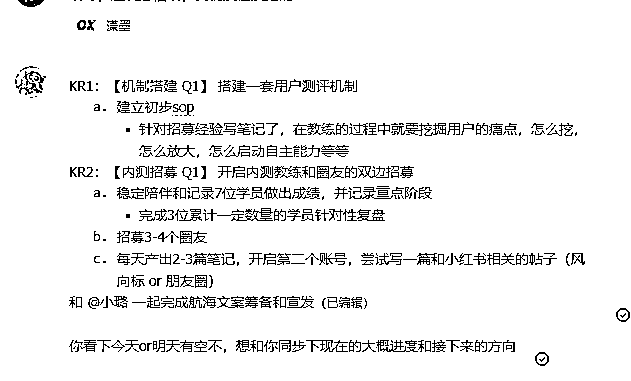 OX 潇墨
KR1：【机制搭建 Q1】 搭建一套用户测评机制
a. 建立初步sop
▪ 针对招募经验写笔记了，在教练的过程中就要挖掘用户的痛点，怎么挖，
怎么放大，怎么启动自主能力等等
KR2：【内测招募 Q1】 开启内测教练和圈友的双边招募
a. 稳定陪伴和记录7位学员做出成绩，并记录重点阶段
▪ 完成3位累计一定数量的学员针对性复盘
b. 招募3-4个圈友
c. 每天产出2-3篇笔记，开启第二个账号，尝试写一篇和小红书相关的帖子（风
向标 or 朋友圈）
和 @小璐 一起完成航海文案筹备和宣发（已编辑）
你看下今天or明天有空不，想和你同步下现在的大概进度和接下来的方向